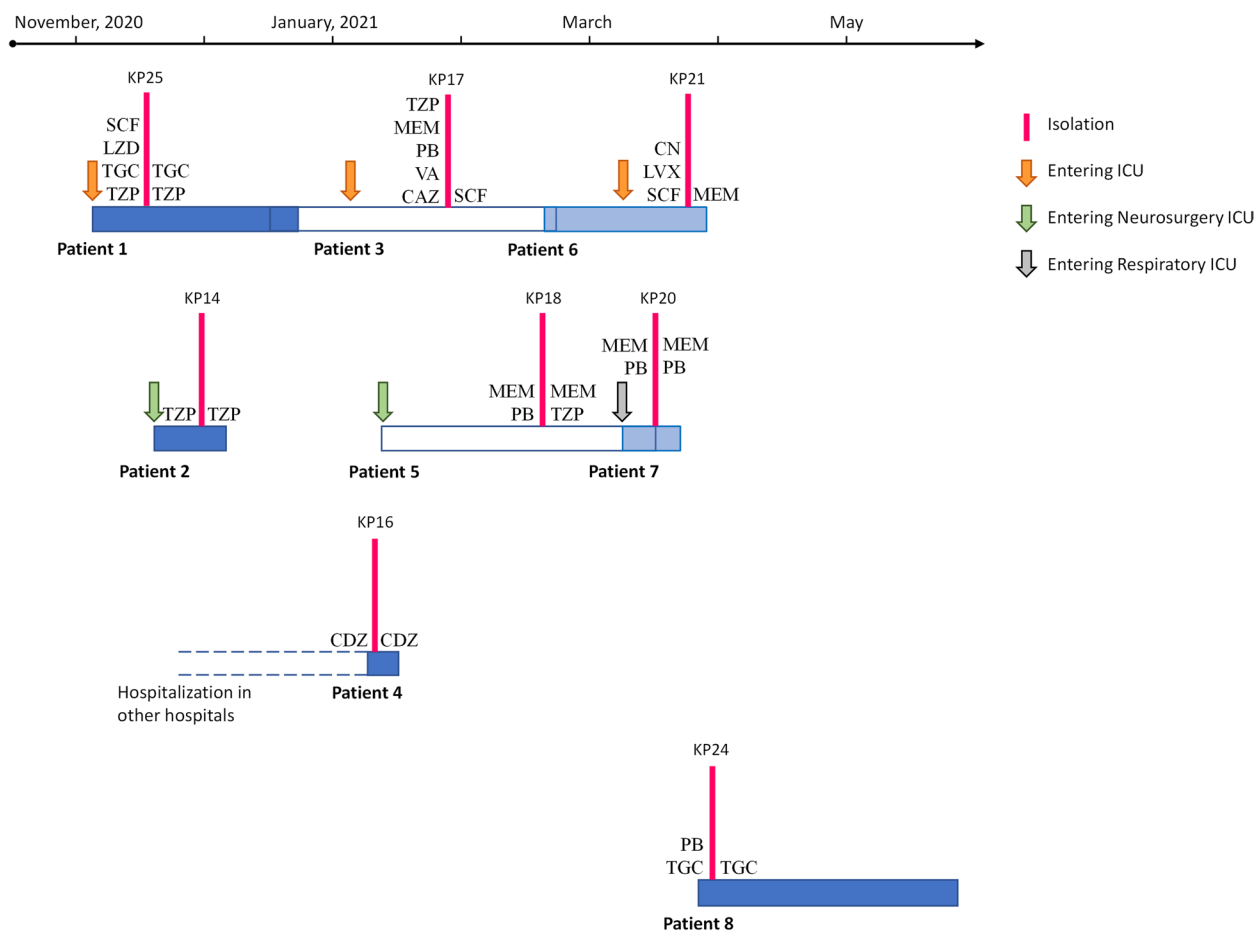 November, 2020 January, 2021 March May
KP25 KP17 KP21
SCF
LZD
TGC TGC
TZP TZP
TZP
MEM
PB
VA
CAZ SCF
CN
LVX
SCF MEM
Patient 1 Patient 3 Patient 6
Isolation
Entering ICU
Entering Neurosurgery ICU
Entering Respiratory ICU
KP14 KP18 KP20
TZP TZP
MEM MEM
PB TZP
MEM MEM
PB PB
Patient 2 Patient 5 Patient 7
KP16
CDZ CDZ
Hospitalization in
other hospitals
Patient 4
KP24
PB
TGC TGC
Patient 8